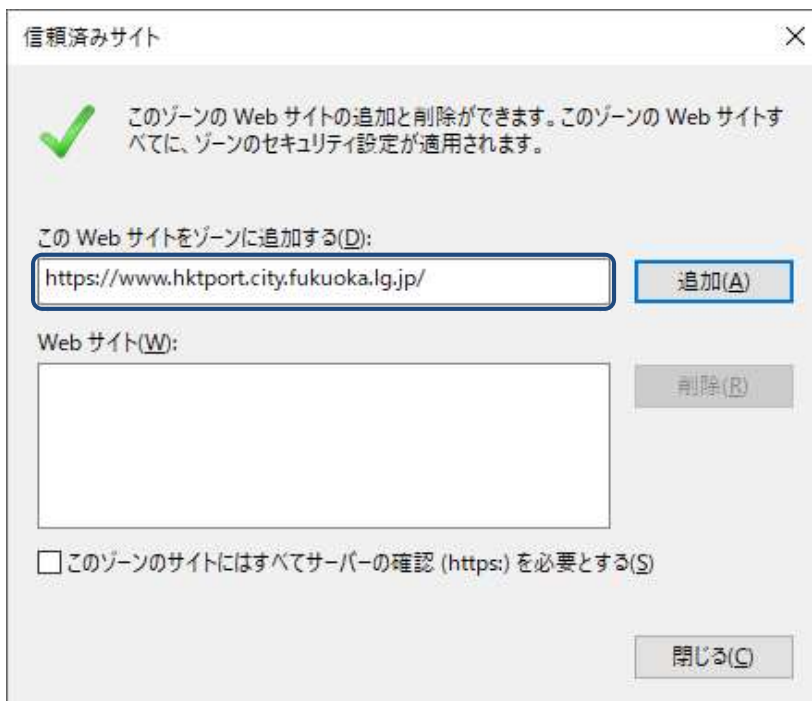 信頼済みサイト
このゾーンの Web サイトの追加と削除ができます。このゾーンの Web サイトす
べてに、ゾーンのセキュリティ設定が適用されます。
この Web サイトをゾーンに追加する(D):
https://www.hktport.city.fukuoka.lg.jp/
追加(A)
Web サイト(W):
削除(R)
このゾーンのサイトにはすべてサーバーの確認 (https:) を必要とする(S)
閉じる(C)